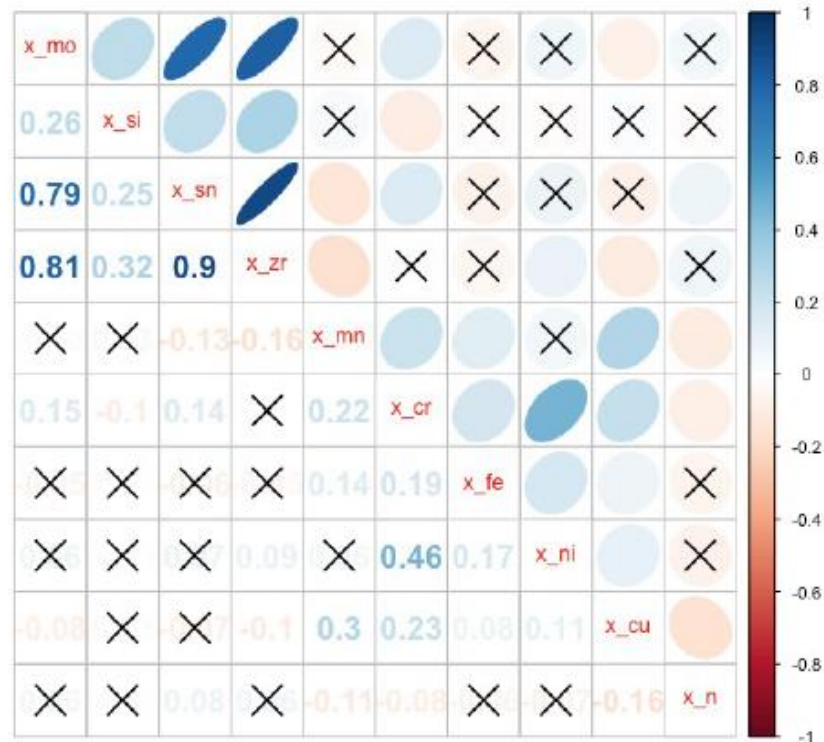 x_mo
0.26 x_si
0.79 0.25 x_sn
0.81 0.32 0.9 x_zr
-0.13 -0.16 x_mn
0.15 -0.1 0.14 0.22 x_cr
0.14 0.19 x_fe
0.09 0.46 0.17 x_ni
-0.08 -0.1 0.3 0.23 0.08 0.11 x_cu
0.08 -0.11 -0.08 -0.16 x_n
1
0.8
0.6
0.4
0.2
0
-0.2
-0.4
-0.6
-0.8
-1